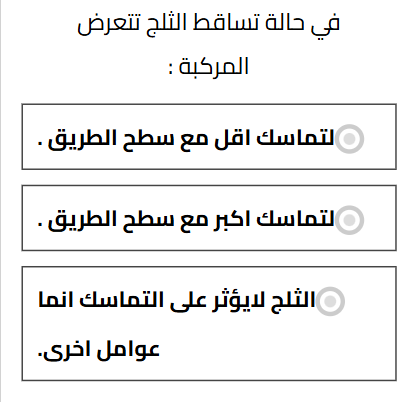 في حالة تساقط الثلج تتعرض
المركبة :
لتماسك اقل مع سطح الطريق .
لتماسك اكبر مع سطح الطريق .
الثلج لايؤثر على التماسك انما
عوامل اخرى.